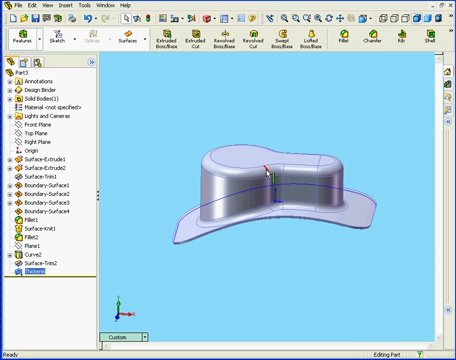 File Edit View Insert Tools Window Help
Features
Sketch
Splines
Surfaces
Extruded Boss/Base
Extruded Cut
Revolved Boss/Base
Revolved Cut
Swept Boss/Base
Lofted Boss/Base
Fillet
Chamfer
Rib
Shell
Part3
Annotations
Design Binder
Solid Bodies(1)
Material <not specified>
Lights and Cameras
Front Plane
Top Plane
Right Plane
Origin
Surface-Extrude1
Surface-Extrude2
Surface-Trim1
Boundary-Surface1
Boundary-Surface2
Boundary-Surface3
Boundary-Surface4
Fillet1
Surface-Knit1
Fillet2
Plane1
Curve2
Surface-Trim2
Thicken6
Custom
Ready
Editing Part